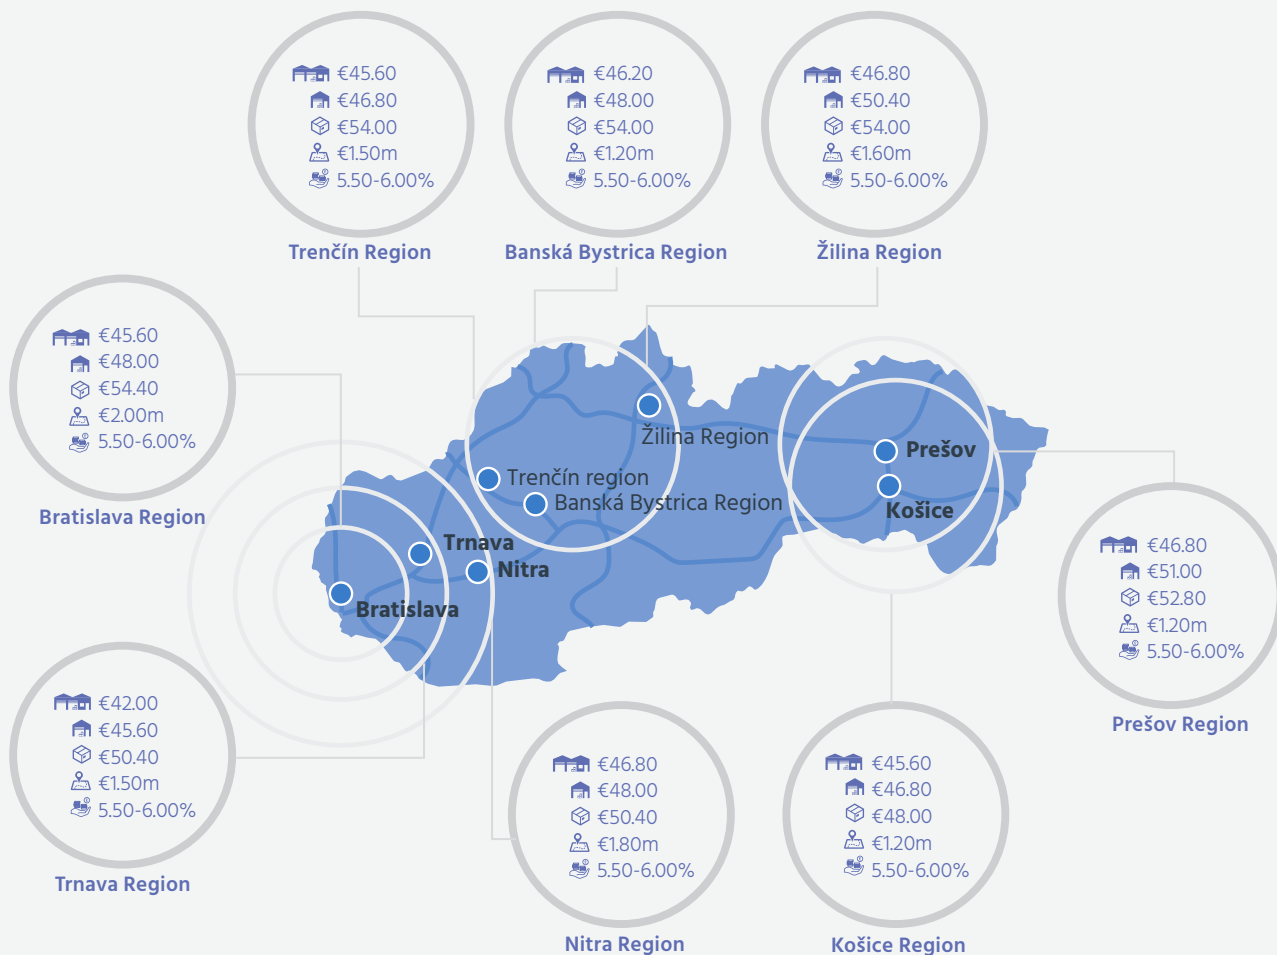 €45.60
€46.80
€54.00
€1.50m
5.50-6.00%
Trenčín Region
€46.20
€48.00
€54.00
€1.20m
5.50-6.00%
Banská Bystrica Region
€46.80
€50.40
€54.00
€1.60m
5.50-6.00%
Žilina Region
€45.60
€48.00
€54.40
€2.00m
5.50-6.00%
Bratislava Region
Žilina Region
Prešov
Trenčín region
Banská Bystrica Region
Košice
Trnava
Nitra
Bratislava
€46.80
€51.00
€52.80
€1.20m
5.50-6.00%
Prešov Region
€42.00
€45.60
€50.40
€1.50m
5.50-6.00%
Trnava Region
€46.80
€48.00
€50.40
€1.80m
5.50-6.00%
Nitra Region
€45.60
€46.80
€48.00
€1.20m
5.50-6.00%
Košice Region